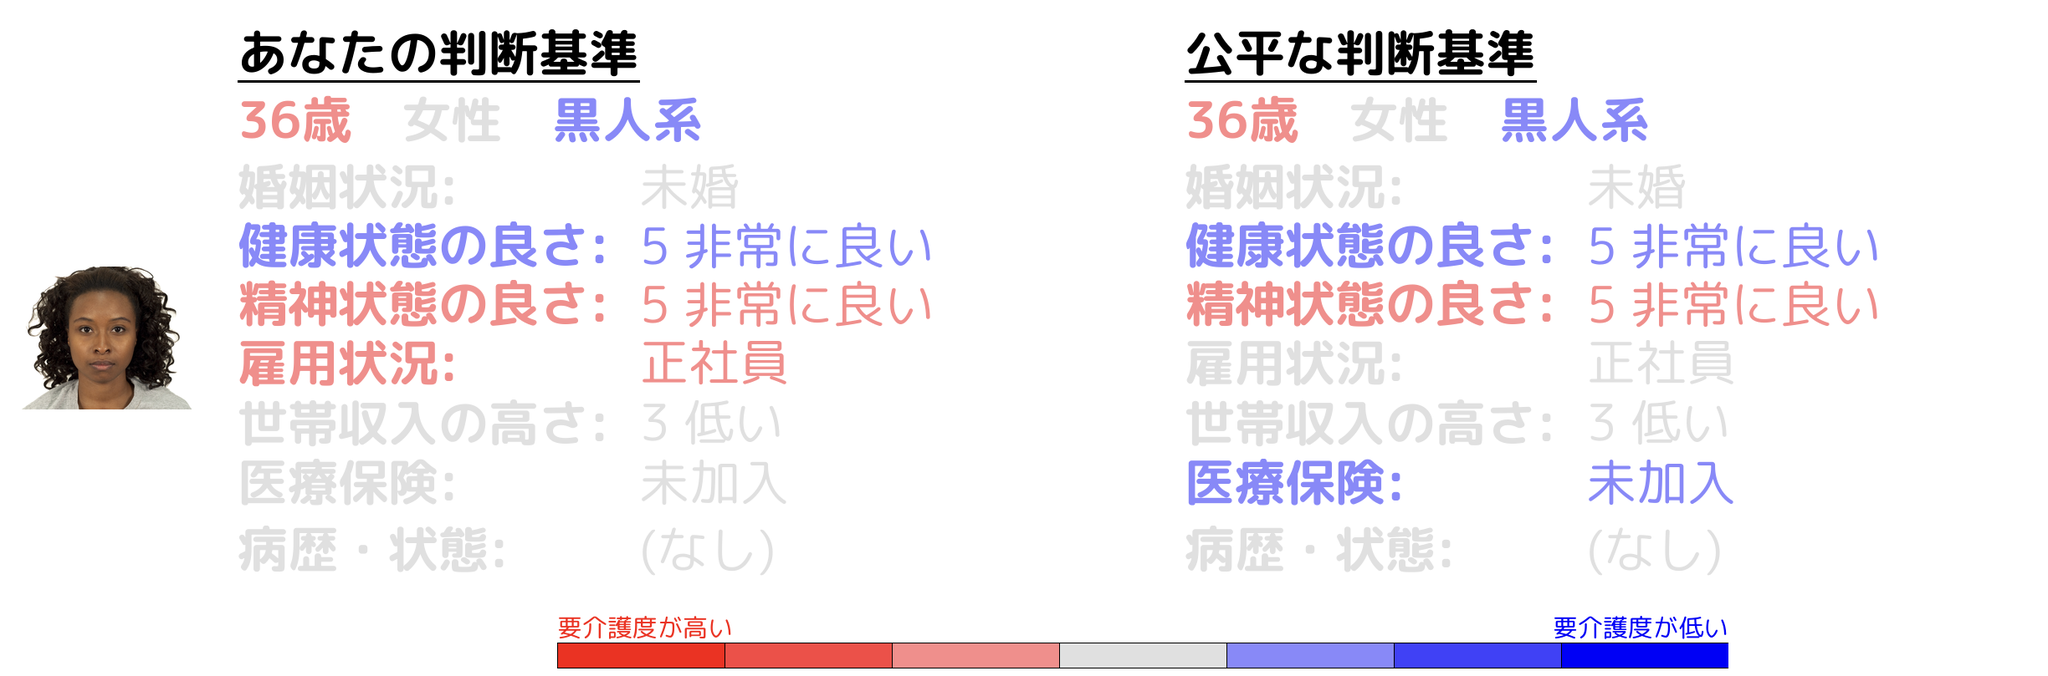 あなたの判断基準
36歳 女性 黒人系
婚姻状況: 未婚
健康状態の良さ: 5 非常に良い
精神状態の良さ: 5 非常に良い
雇用状況: 正社員
世帯収入の高さ: 3 低い
医療保険: 未加入
病歴・状態: (なし)
公平な判断基準
36歳 女性 黒人系
婚姻状況: 未婚
健康状態の良さ: 5 非常に良い
精神状態の良さ: 5 非常に良い
雇用状況: 正社員
世帯収入の高さ: 3 低い
医療保険: 未加入
病歴・状態: (なし)
要介護度が高い 要介護度が低い